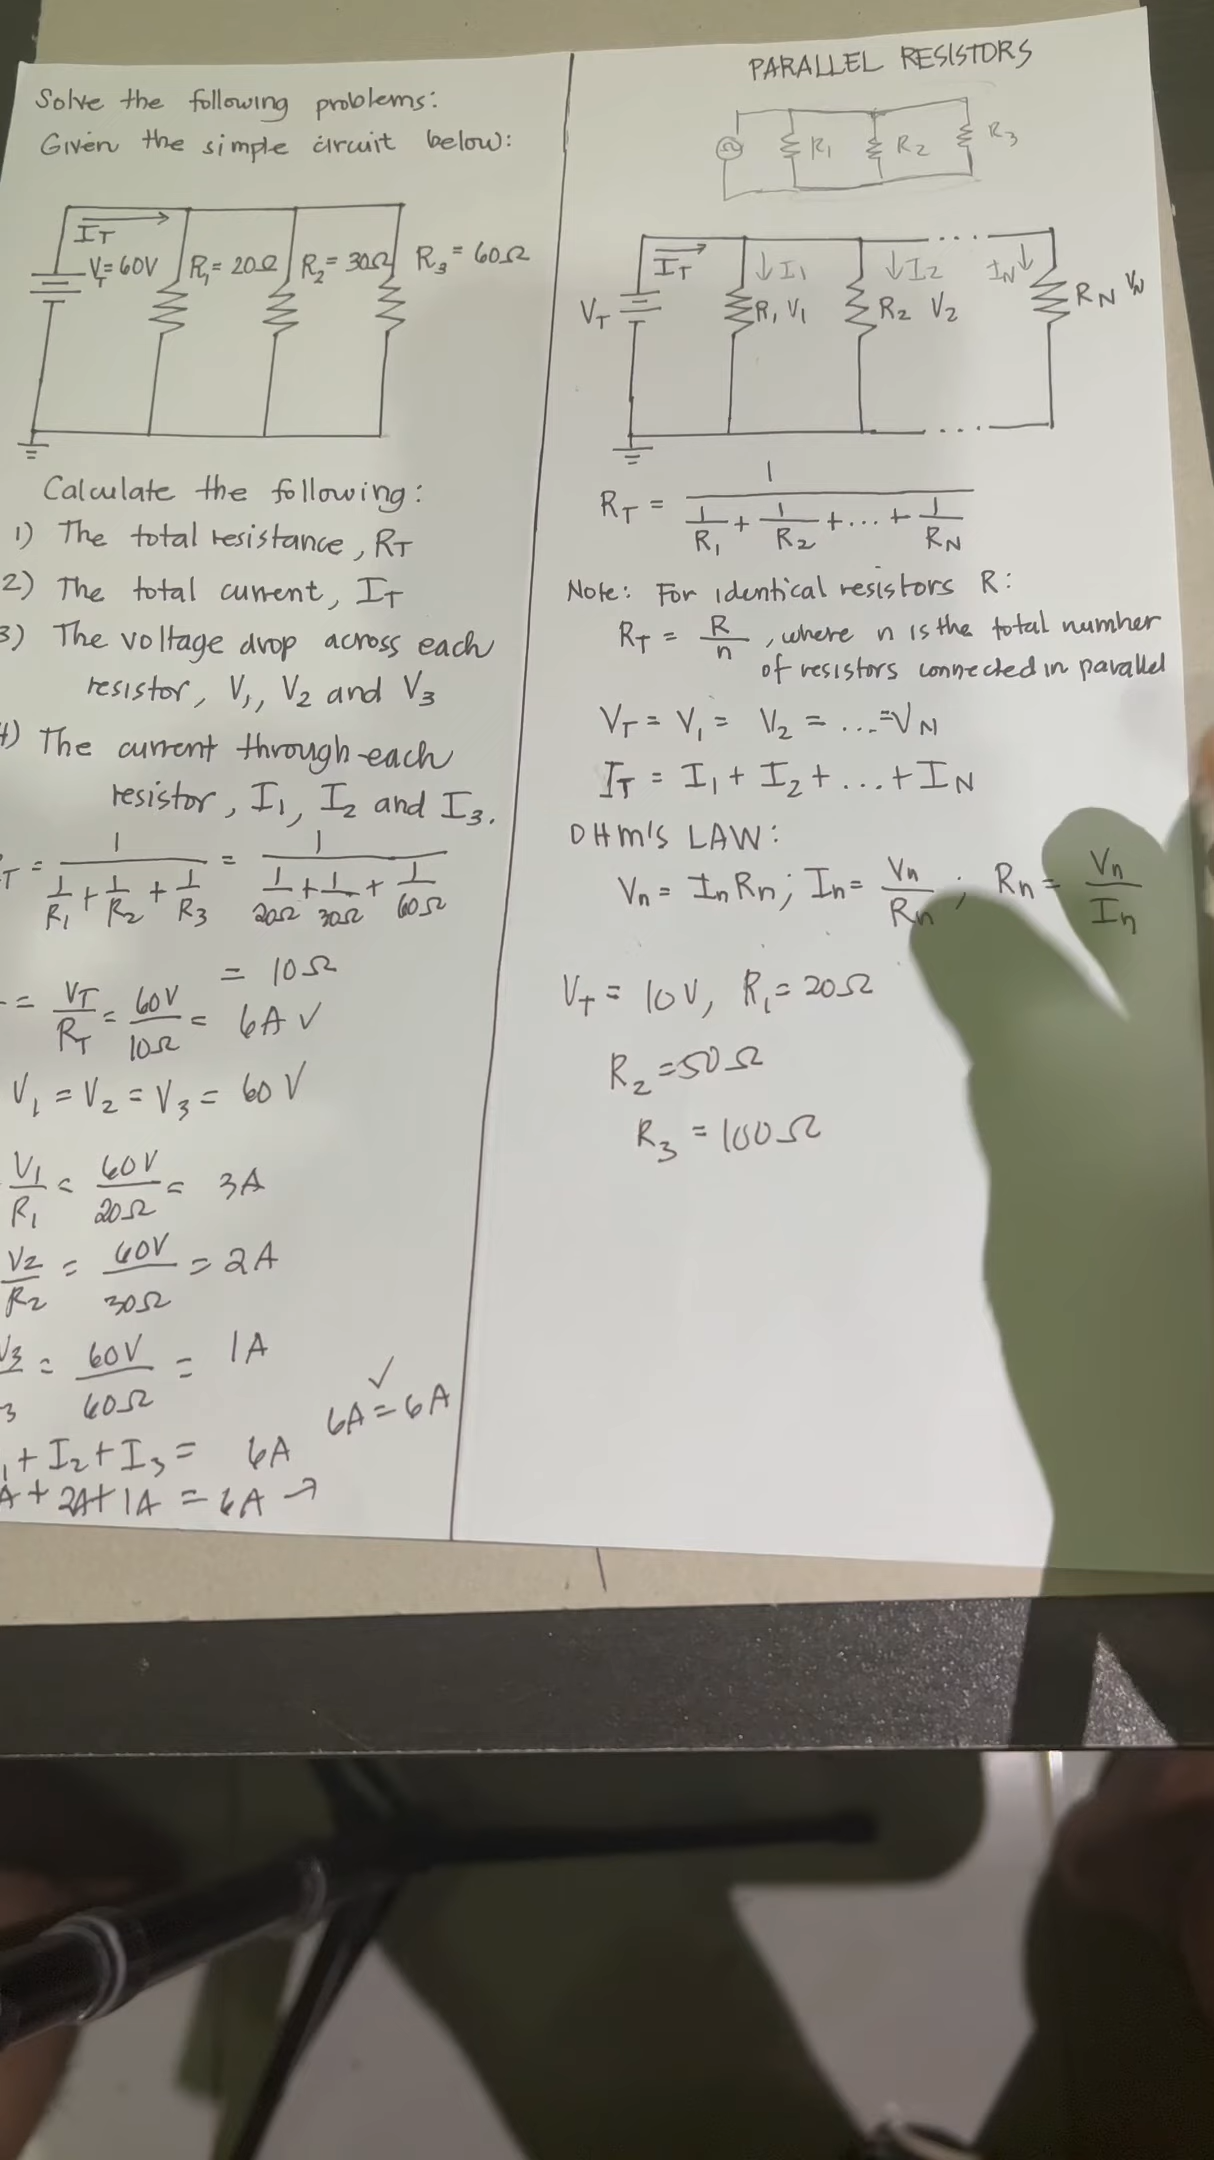 Solve the following problems:
Given the simple circuit below:
IT
VT=60V
R1=20Ω
R2=30Ω
R3=60Ω
Calculate the following:
1) The total resistance, RT
2) The total current, IT
3) The voltage drop across each
resistor, V1, V2 and V3
4) The current through each
resistor, I1, I2 and I3.
T = 1/(1/R1 + 1/R2 + 1/R3) = 1/(1/20Ω + 1/30Ω + 1/60Ω)
= 10Ω
= VT/RT = 60V/10Ω = 6A ✓
V1 = V2 = V3 = 60V
V1/R1 = 60V/20Ω = 3A
V2/R2 = 60V/30Ω = 2A
V3/3 = 60V/60Ω = 1A
1 + I2 + I3 = 6A
A + 2A + 1A = 6A →
✓
6A = 6A
PARALLEL RESISTORS
Ω
R1
R2
R3
IT
VT
I1
R1 V1
I2
R2 V2
...
IN
RN VN
...
RT = 1/(1/R1 + 1/R2 + ... + 1/RN)
Note: For identical resistors R:
RT = R/n, where n is the total number
of resistors connected in parallel
VT = V1 = V2 = ... = VN
IT = I1 + I2 + ... + IN
OHM'S LAW:
Vn = InRn; In = Vn/Rn; Rn = Vn/In
VT = 10V, R1 = 20Ω
R2 = 50Ω
R3 = 100Ω